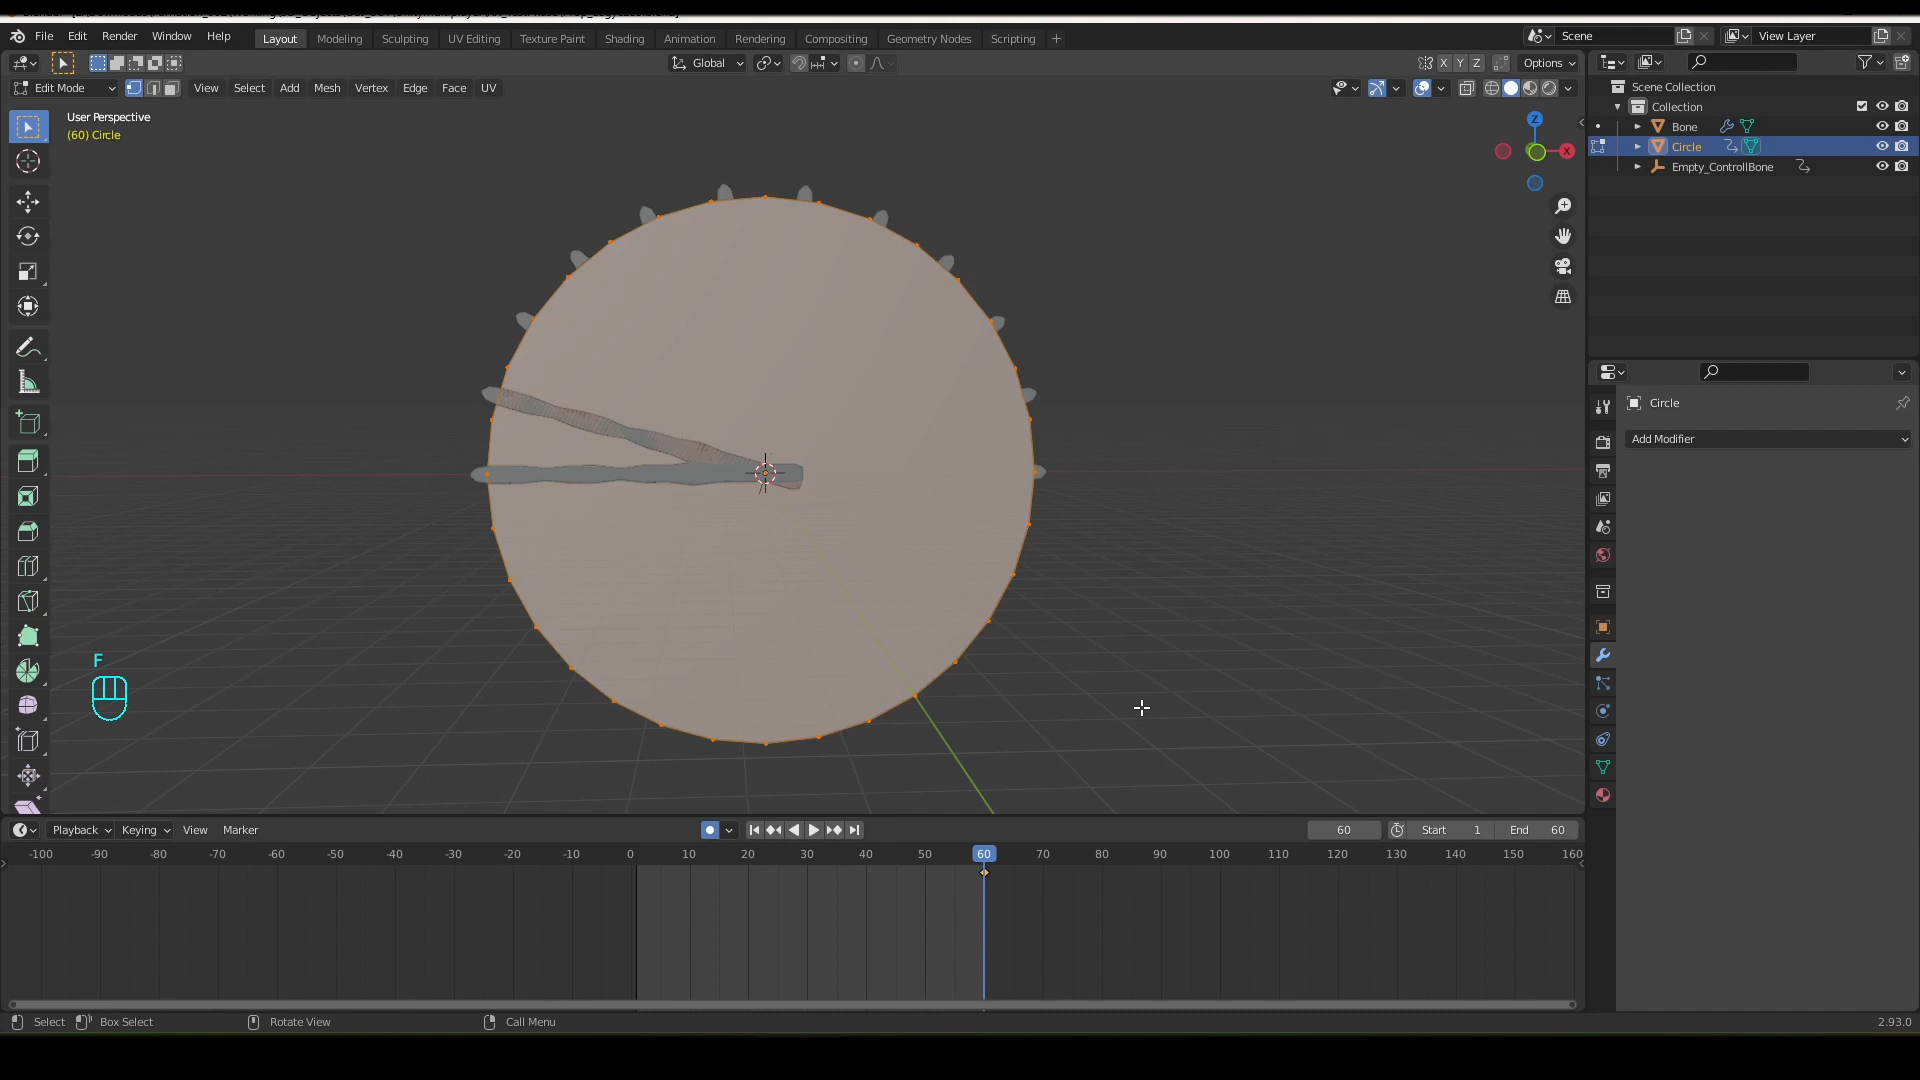 File Edit Render Window Help
Layout Modeling Sculpting UV Editing Texture Paint Shading Animation Rendering Compositing Geometry Nodes Scripting +
Scene View Layer
Global X Y Z Options
Edit Mode View Select Add Mesh Vertex Edge Face UV
User Perspective
(60) Circle
Z
X
Scene Collection
Collection
Bone
Circle
Empty_ControllBone
Circle
Add Modifier
F
Playback Keying View Marker 60 Start 1 End 60
-100 -90 -80 -70 -60 -50 -40 -30 -20 -10 0 10 20 30 40 50 60 70 80 90 100 110 120 130 140 150 160
Select Box Select Rotate View Call Menu 2.93.0